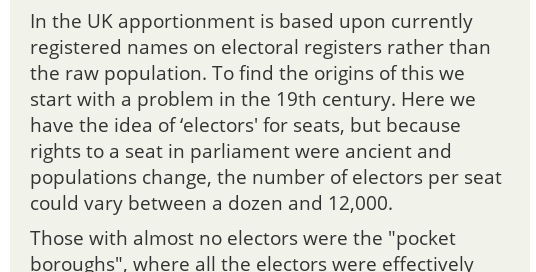 In the UK apportionment is based upon currently
registered names on electoral registers rather than
the raw population. To find the origins of this we
start with a problem in the 19th century. Here we
have the idea of ‘electors' for seats, but because
rights to a seat in parliament were ancient and
populations change, the number of electors per seat
could vary between a dozen and 12,000.
Those with almost no electors were the "pocket
boroughs", where all the electors were effectively